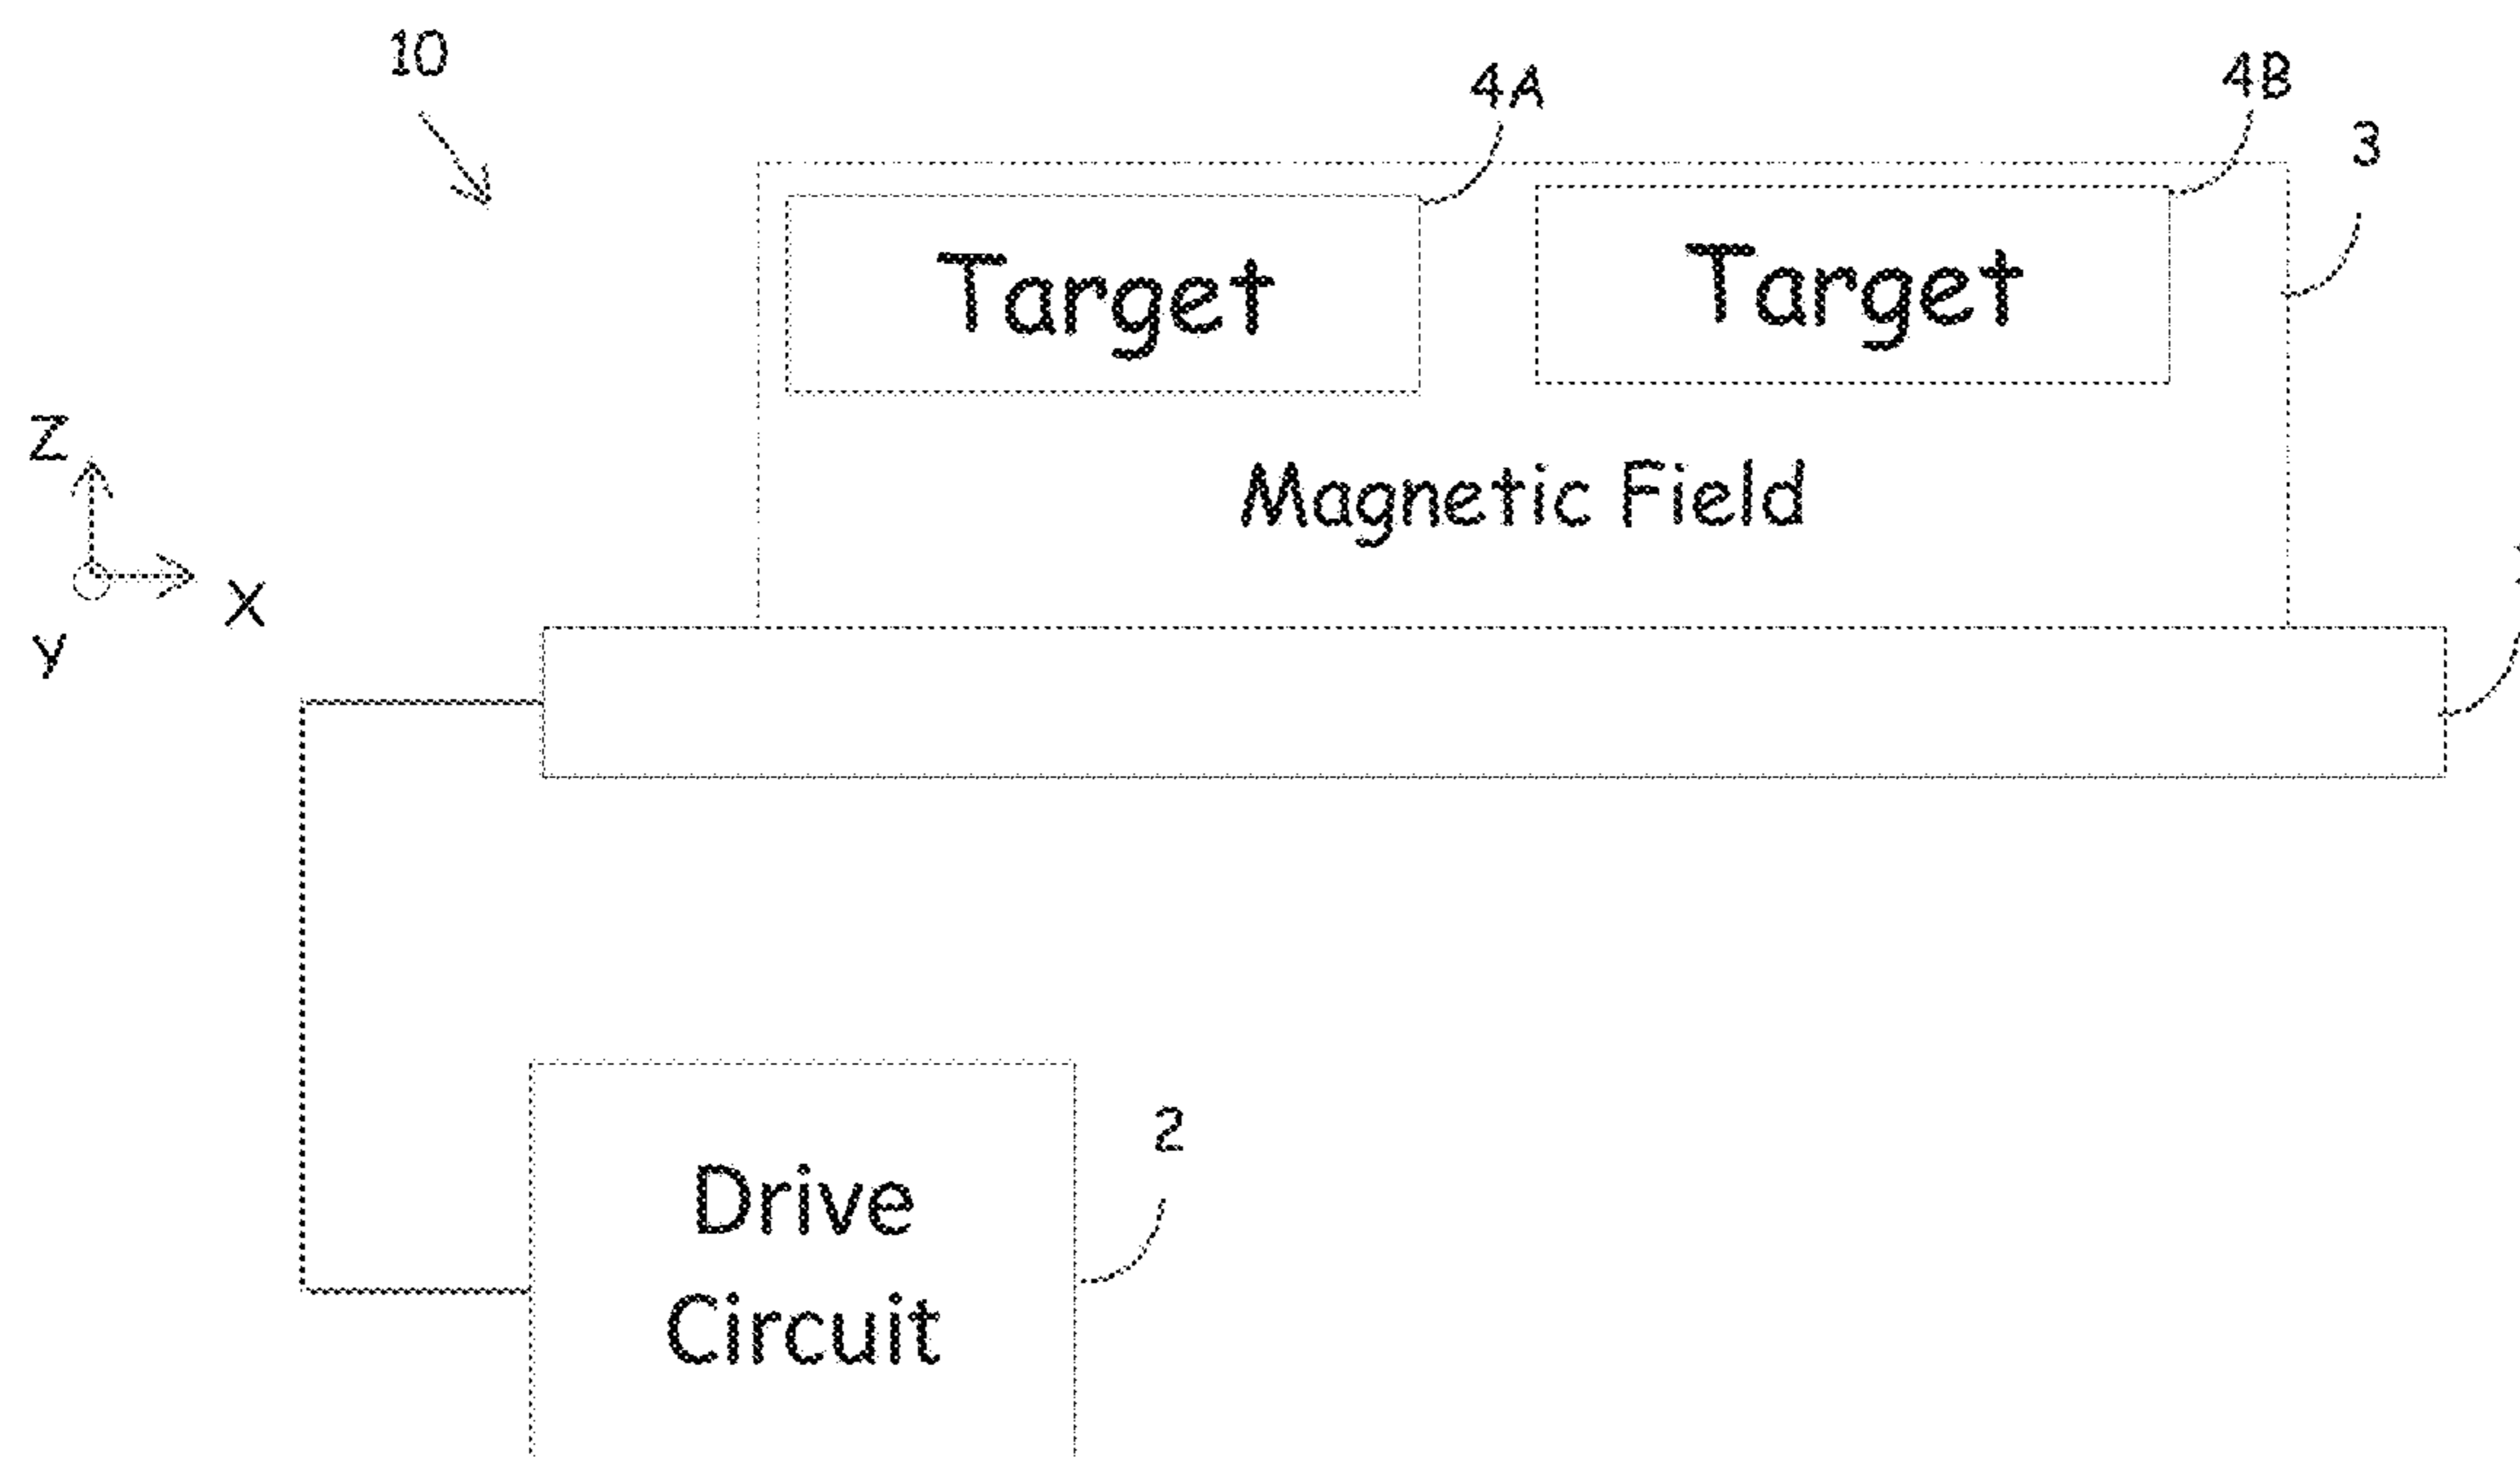 10
4A
4B
3
Target
Target
Z
Magnetic Field
X
Y
2
Drive
Circuit